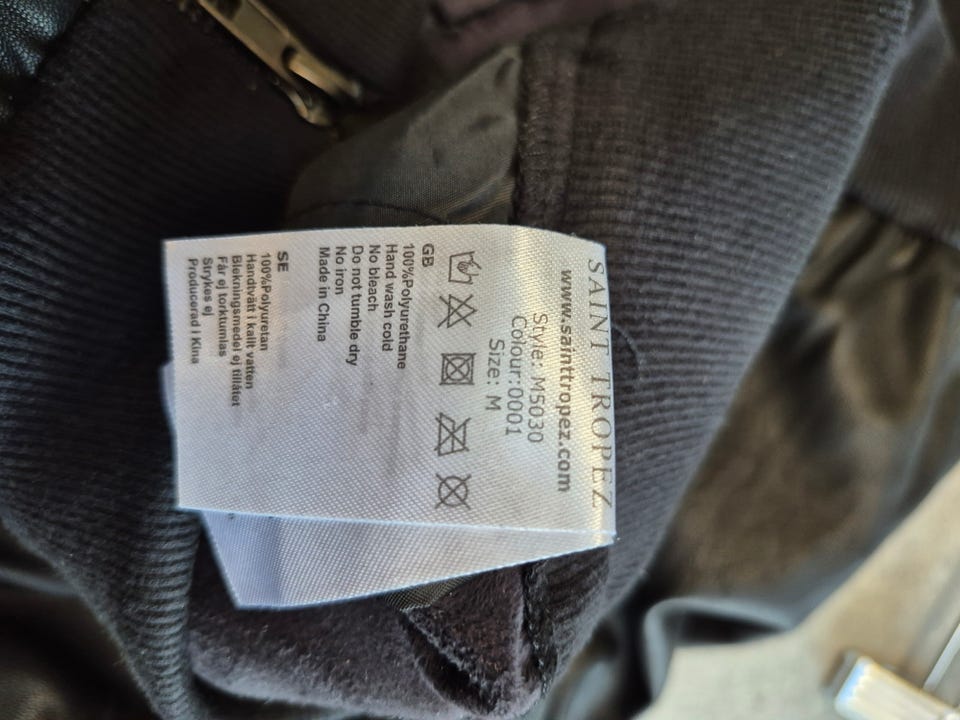 SAINT TROPEZ
www.sainttropez.com
Style: M5030
Colour:0001
Size: M
GB
100%Polyurethane
Hand wash cold
No bleach
Do not tumble dry
No iron
Made in China
SE
100%Polyuretan
Handtvätt i kallt vatten
Blekningsmedel ej tillåtet
Får ej torktumlas
Strykes ej
Producerad i Kina